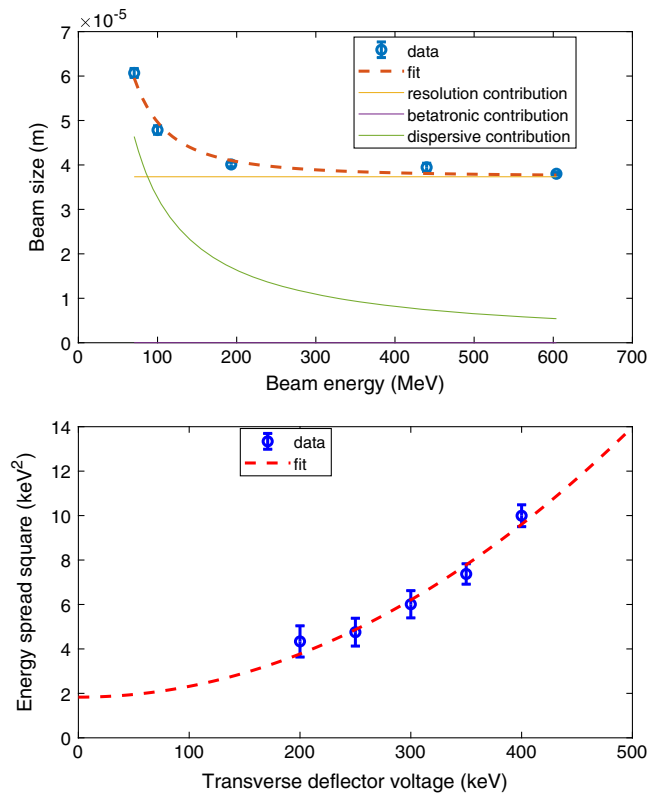 ×10⁻⁵
7
6
5
4
3
2
1
0
Beam size (m)
data
fit
resolution contribution
betatronic contribution
dispersive contribution
0 100 200 300 400 500 600 700
Beam energy (MeV)
14
12
10
8
6
4
2
0
Energy spread square (keV²)
data
fit
0 100 200 300 400 500
Transverse deflector voltage (keV)